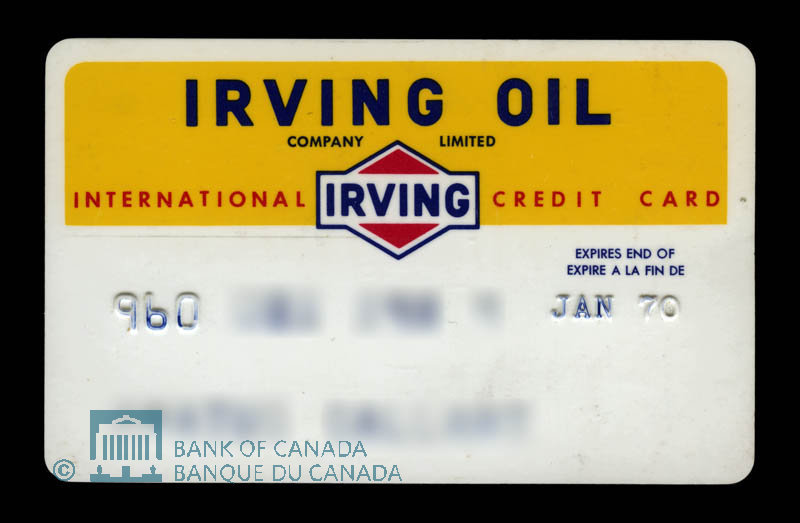 IRVING OIL
COMPANY LIMITED
INTERNATIONAL IRVING CREDIT CARD
EXPIRES END OF
EXPIRE A LA FIN DE
960 JAN 70
BANK OF CANADA
© BANQUE DU CANADA